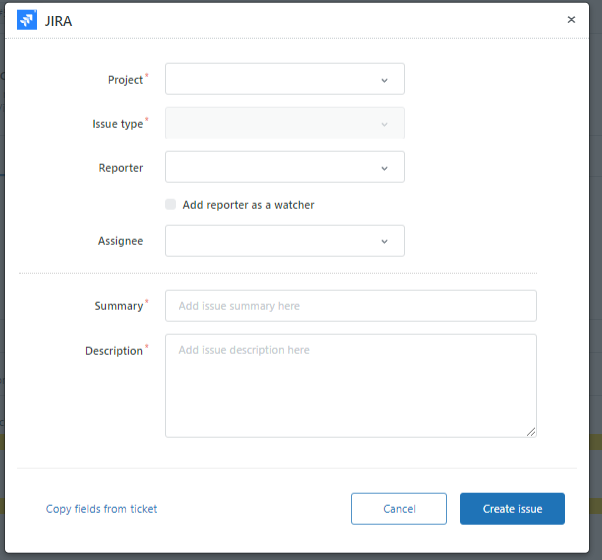 JIRA
Project*
Issue type*
Reporter
Add reporter as a watcher
Assignee
Summary*
Add issue summary here
Description*
Add issue description here
Copy fields from ticket
Cancel
Create issue